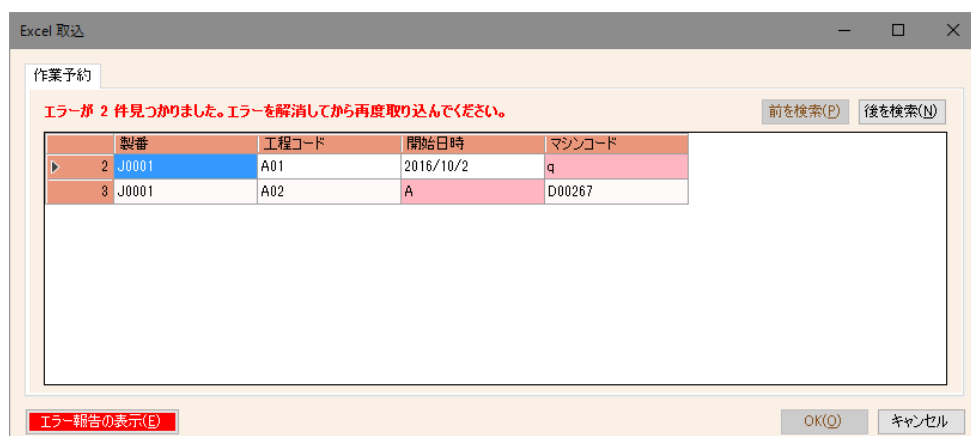 Excel 取込
作業予約
エラーが 2 件見つかりました。エラーを解消してから再度取り込んでください。
前を検索(P) 後を検索(N)
製番 工程コード 開始日時 マシンコード
2 J0001 A01 2016/10/2 q
3 J0001 A02 A D00267
エラー報告の表示(E) OK(O) キャンセル